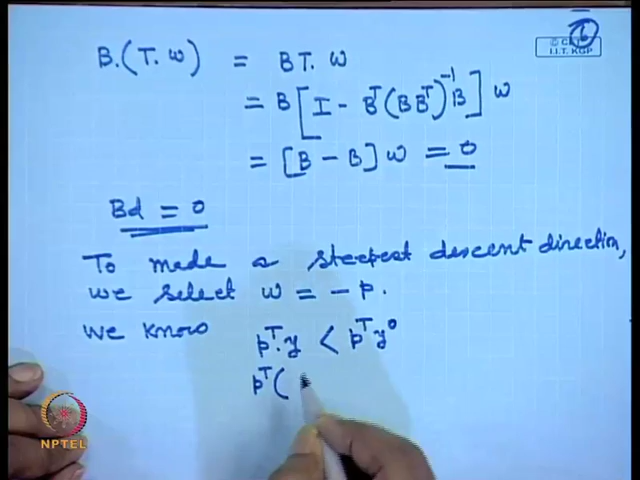 B.(T.w) = BT.w
= B[I - Bᵀ(BBᵀ)⁻¹B]w
= [B - B]w = 0
Bd = 0
To made a steepest descent direction,
we select w = -p.
we know pᵀ.y < pᵀy⁰
pᵀ(
I.I.T. KGP
NPTEL